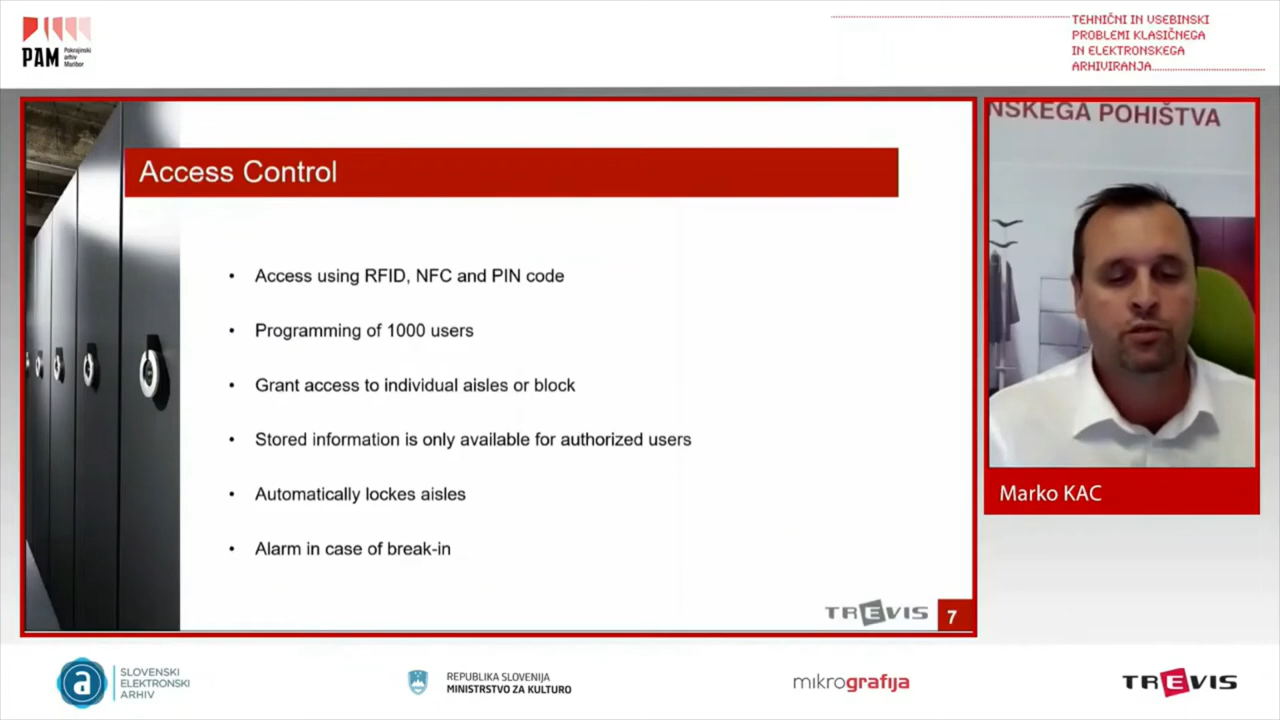 PAM Pokrajinski
arhiv
Maribor
TEHNIČNI IN VSEBINSKI
PROBLEMI KLASIČNEGA
IN ELEKTRONSKEGA
ARHIVIRANJA
Access Control
• Access using RFID, NFC and PIN code
• Programming of 1000 users
• Grant access to individual aisles or block
• Stored information is only available for authorized users
• Automatically lockes aisles
• Alarm in case of break-in
TREVIS 7
NSKEGA POHIŠTVA
Marko KAC
a SLOVENSKI
ELEKTRONSKI
ARHIV
REPUBLIKA SLOVENIJA
MINISTRSTVO ZA KULTURO
mikrografija
TREVIS